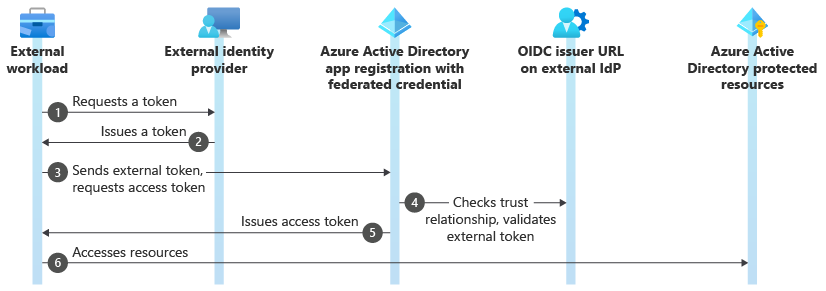 External
workload
External identity
provider
Azure Active Directory
app registration with
federated credential
OIDC issuer URL
on external IdP
Azure Active
Directory protected
resources
1 Requests a token
Issues a token 2
3 Sends external token,
requests access token
4 Checks trust
relationship, validates
external token
Issues access token 5
6 Accesses resources